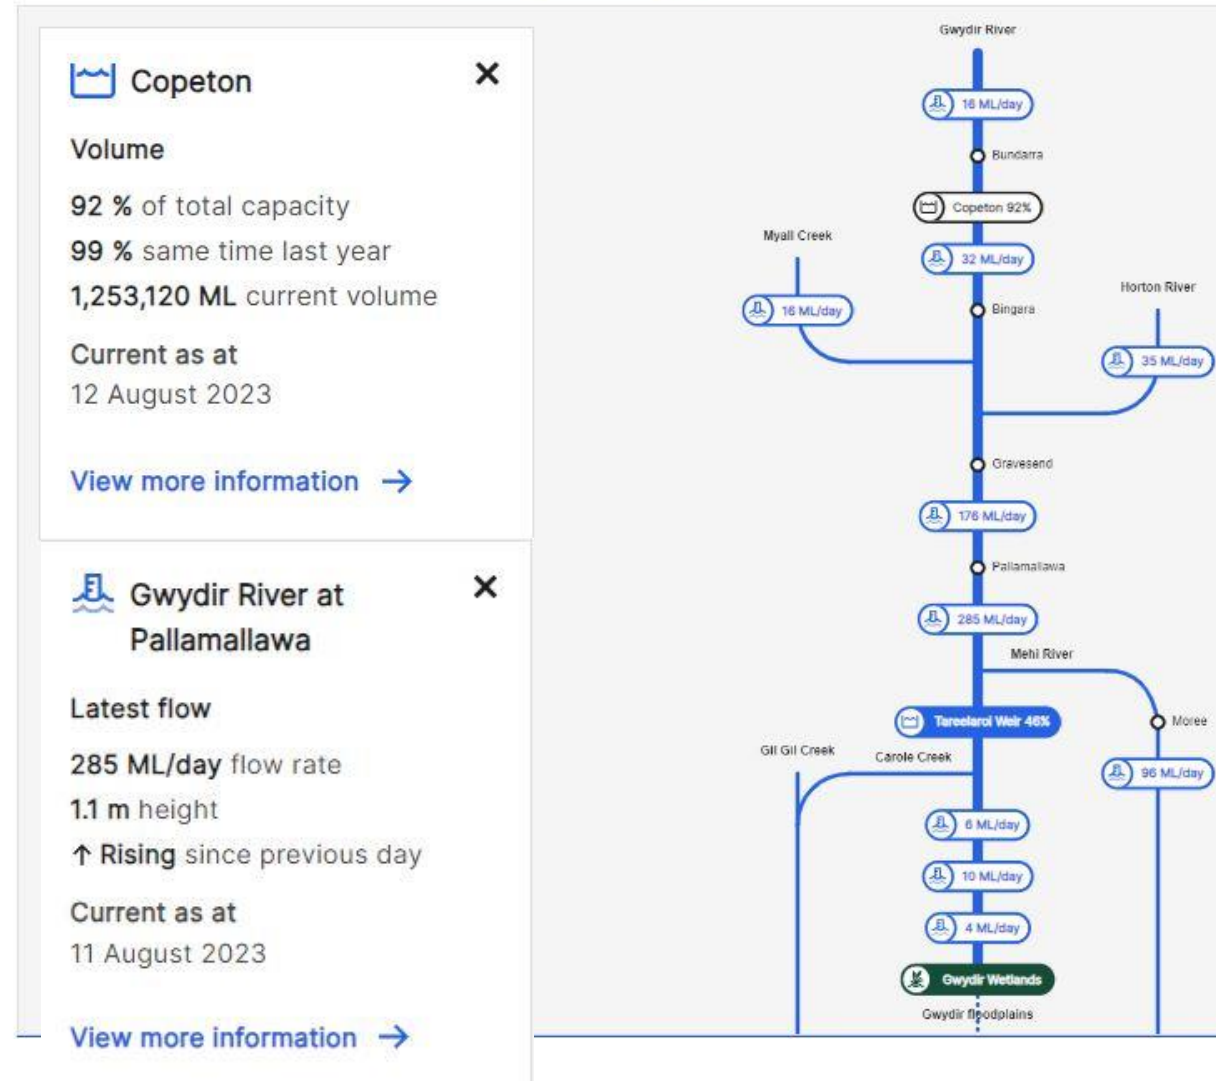 Copeton
Volume
92 % of total capacity
99 % same time last year
1,253,120 ML current volume
Current as at
12 August 2023
View more information
Gwydir River at
Pallamallawa
Latest flow
285 ML/day flow rate
1.1 m height
Rising since previous day
Current as at
11 August 2023
View more information
Gwydir River
16 ML/day
Bundarra
Copeton 92%
Myall Creek
32 ML/day
Horton River
16 ML/day
Bingara
35 ML/day
Gravesend
176 ML/day
Pallamallawa
285 ML/day
Mehi River
Tareelaroi Weir 46%
Moree
Gil Gil Creek
Carole Creek
96 ML/day
6 ML/day
10 ML/day
4 ML/day
Gwydir Wetlands
Gwydir floodplains